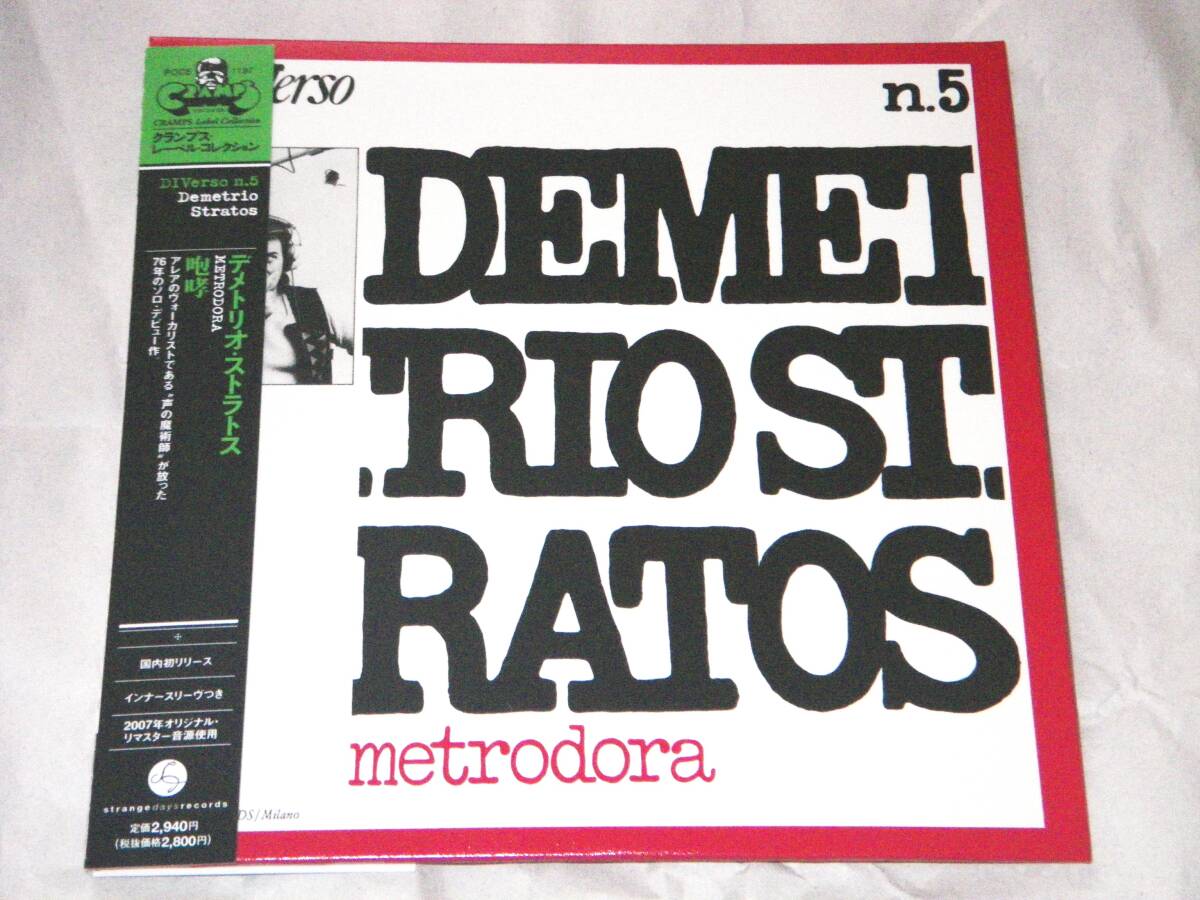 POCE 1197
CRAMPS
CRAMPS Label Collection
クランプス・
レーベル・コレクション
DIVerso n.5
Demetrio
Stratos
デメトリオ・ストラトス
METRODORA
咆哮
アレアのヴォーカリストである“声の魔術師”が放った
76年のソロ・デビュー作。
国内初リリース
インナースリーヴつき
2007年オリジナル・
リマスター音源使用
strangedaysrecords
定価2,940円
(税抜価格2,800円)
Verso
n.5
DEMET
RIO ST
RATOS
metrodora
DS/Milano